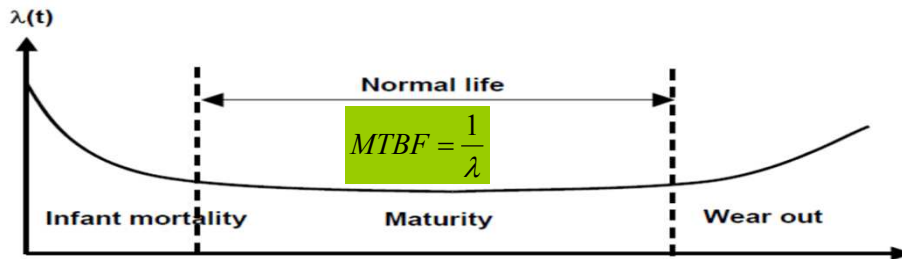 λ(t)
Normal life
MTBF = 1/λ
Infant mortality
Maturity
Wear out